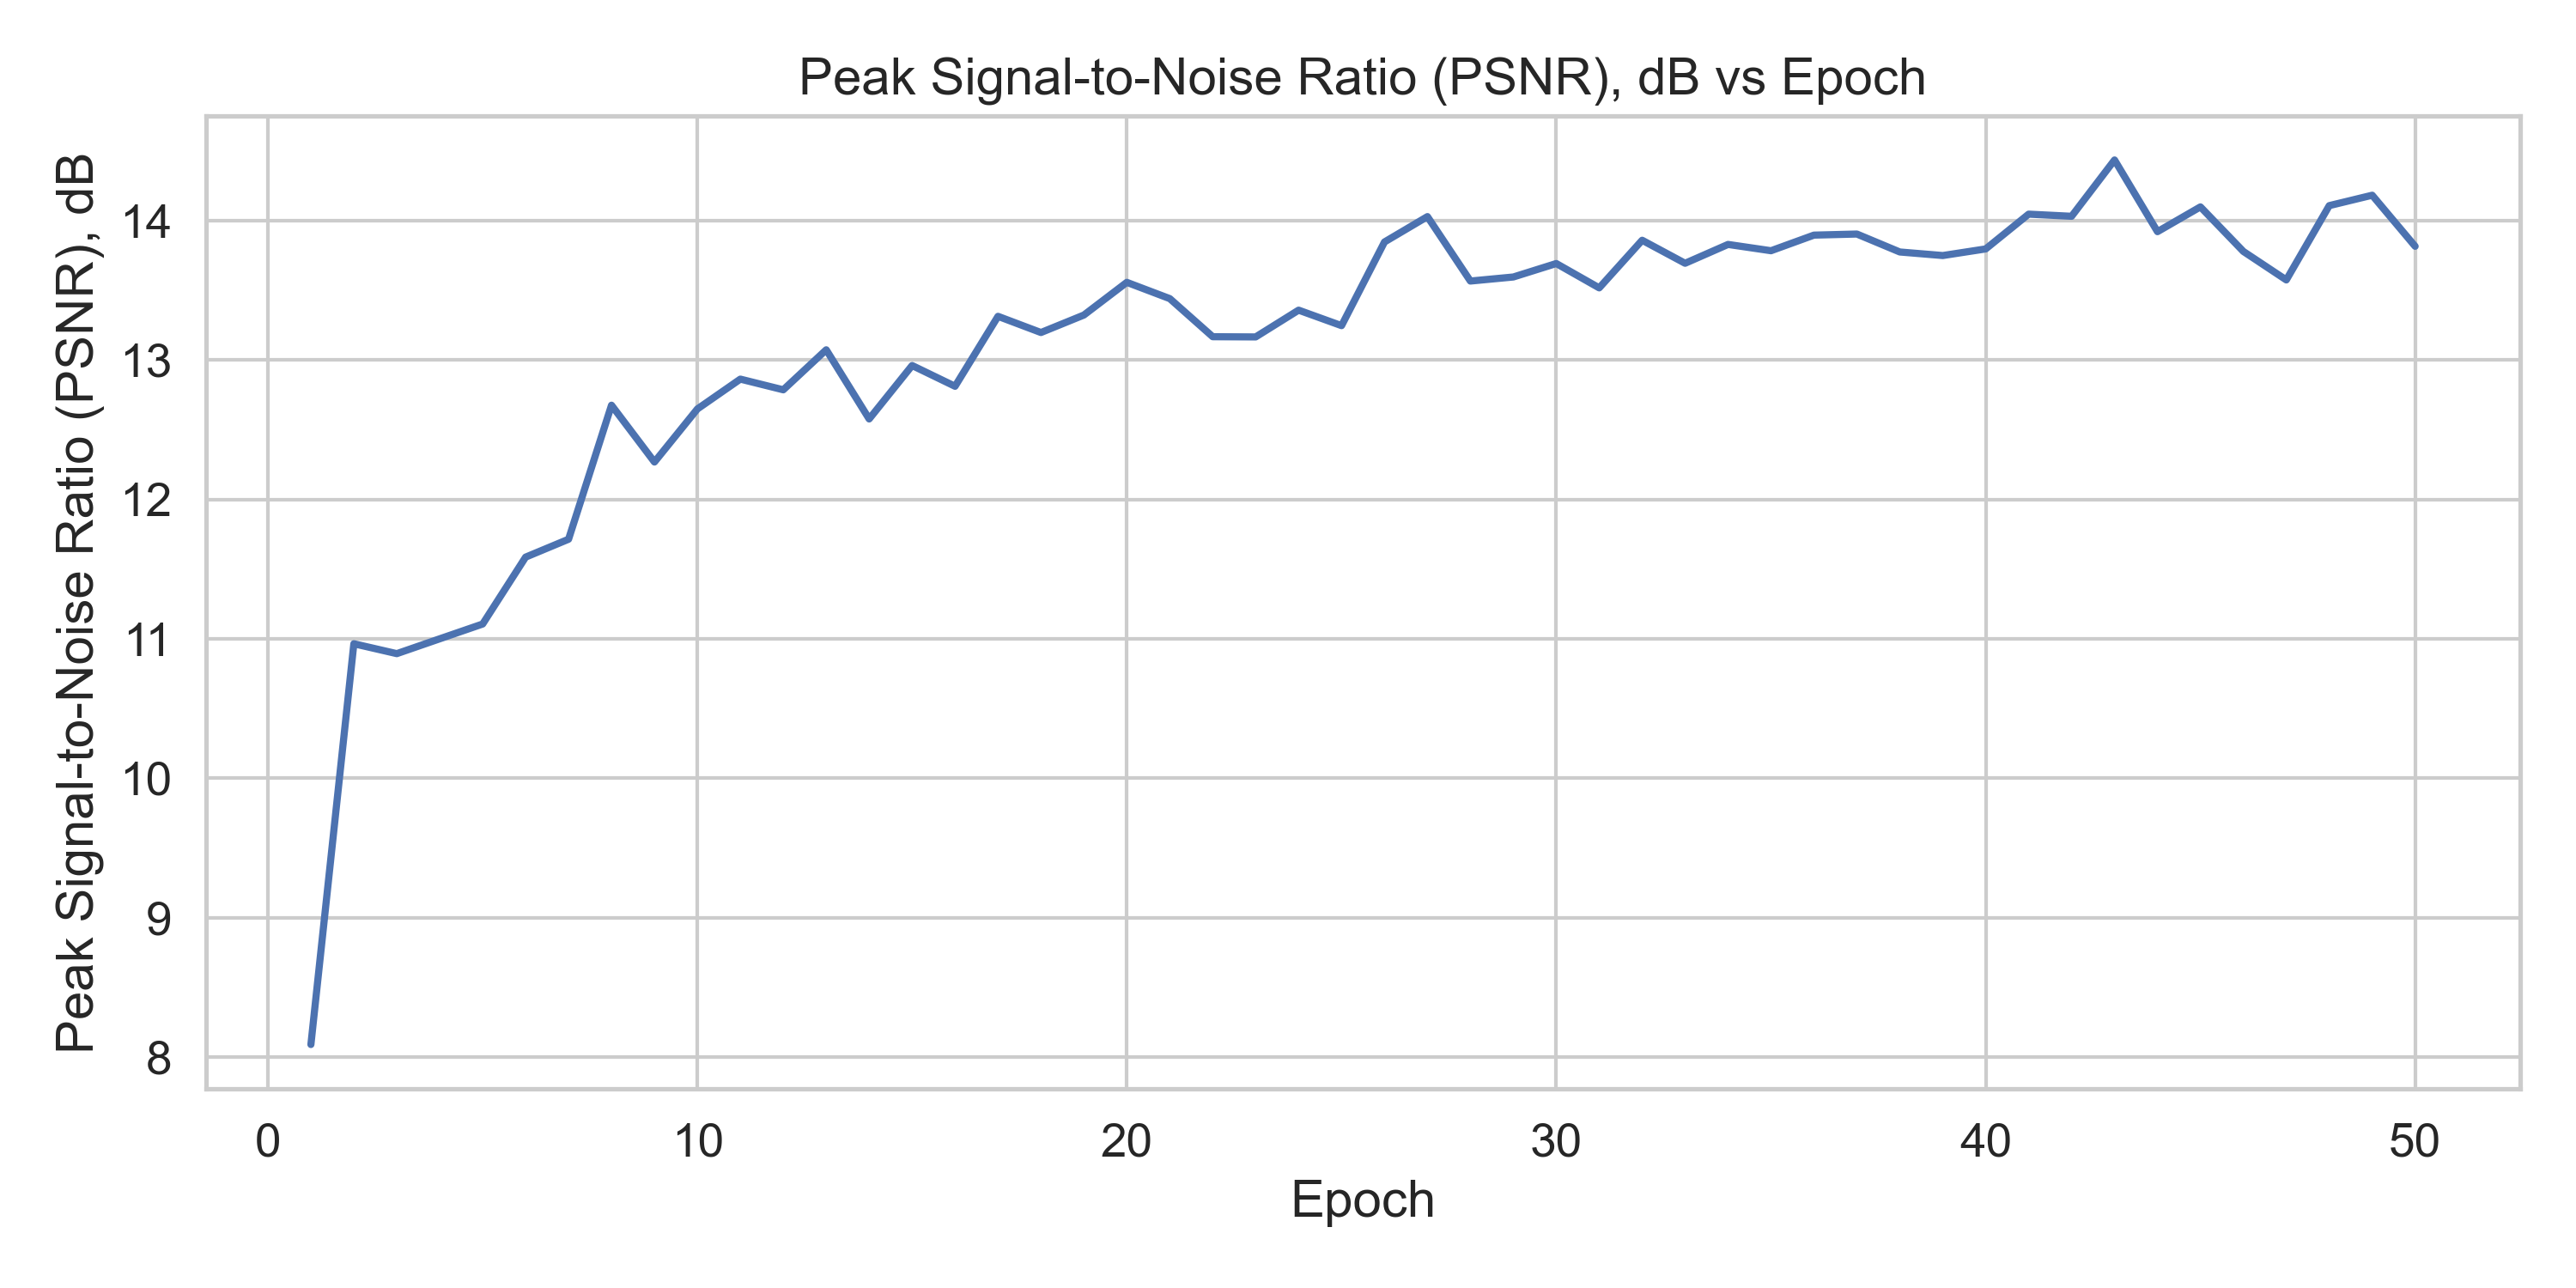 Peak Signal-to-Noise Ratio (PSNR), dB vs Epoch
Peak Signal-to-Noise Ratio (PSNR), dB
14
13
12
11
10
9
8
0 10 20 30 40 50
Epoch